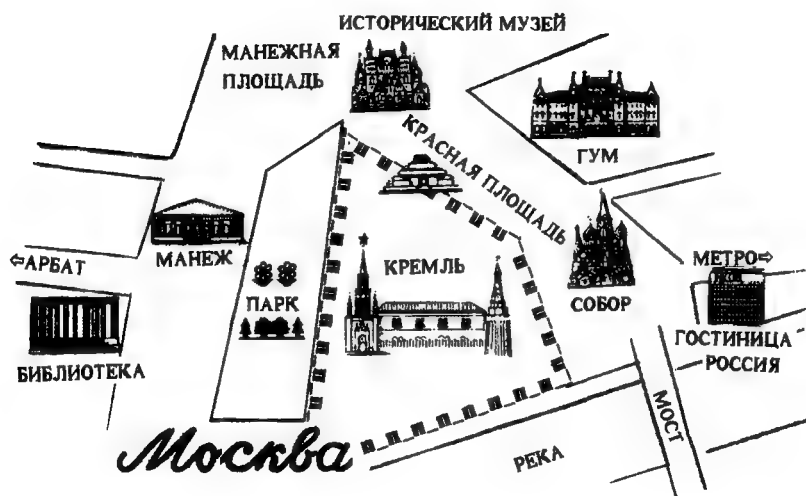 ИСТОРИЧЕСКИЙ МУЗЕЙ
МАНЕЖНАЯ
ПЛОЩАДЬ
КРАСНАЯ ПЛОЩАДЬ
ГУМ
МАНЕЖ
⇦АРБАТ
КРЕМЛЬ
МЕТРО⇨
ПАРК
СОБОР
БИБЛИОТЕКА
ГОСТИНИЦА
РОССИЯ
МОСТ
РЕКА
Москва